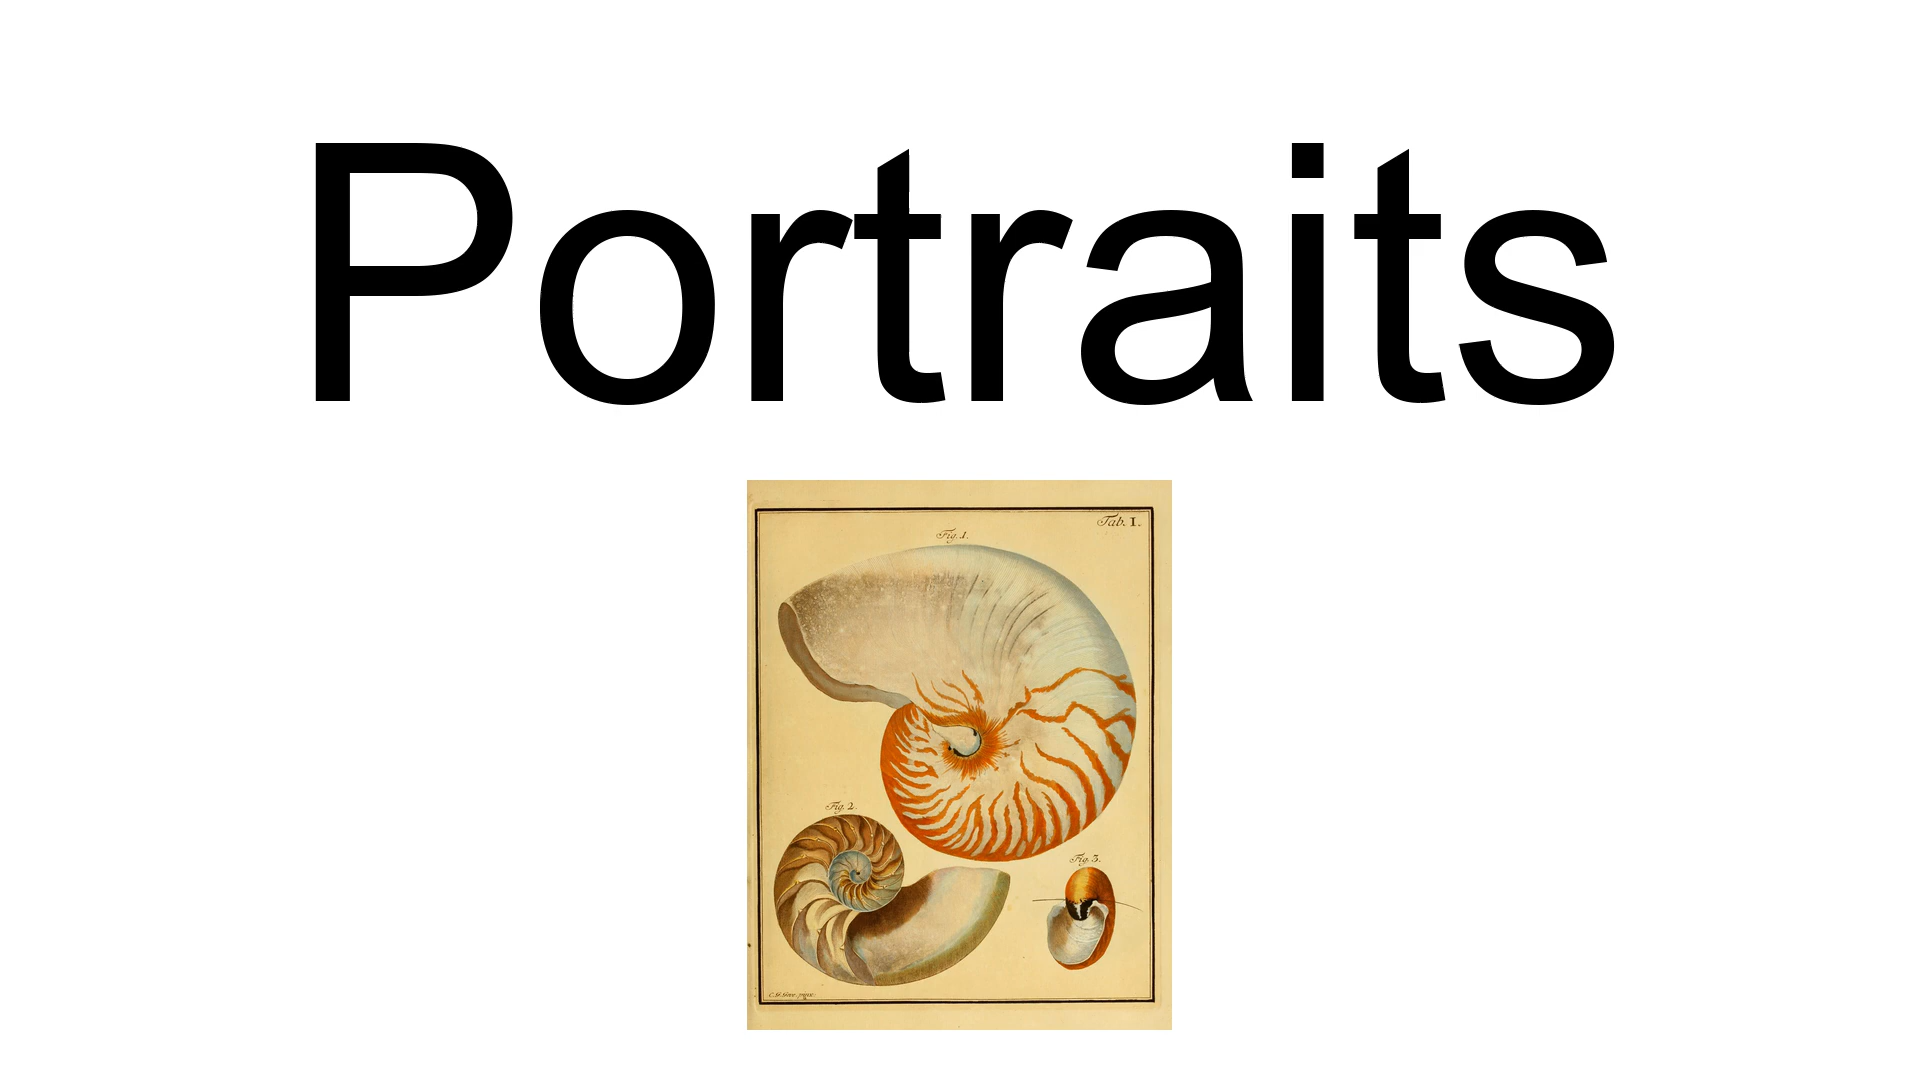 Portraits
Tab. I.
Fig. 1.
Fig. 2.
Fig. 3.